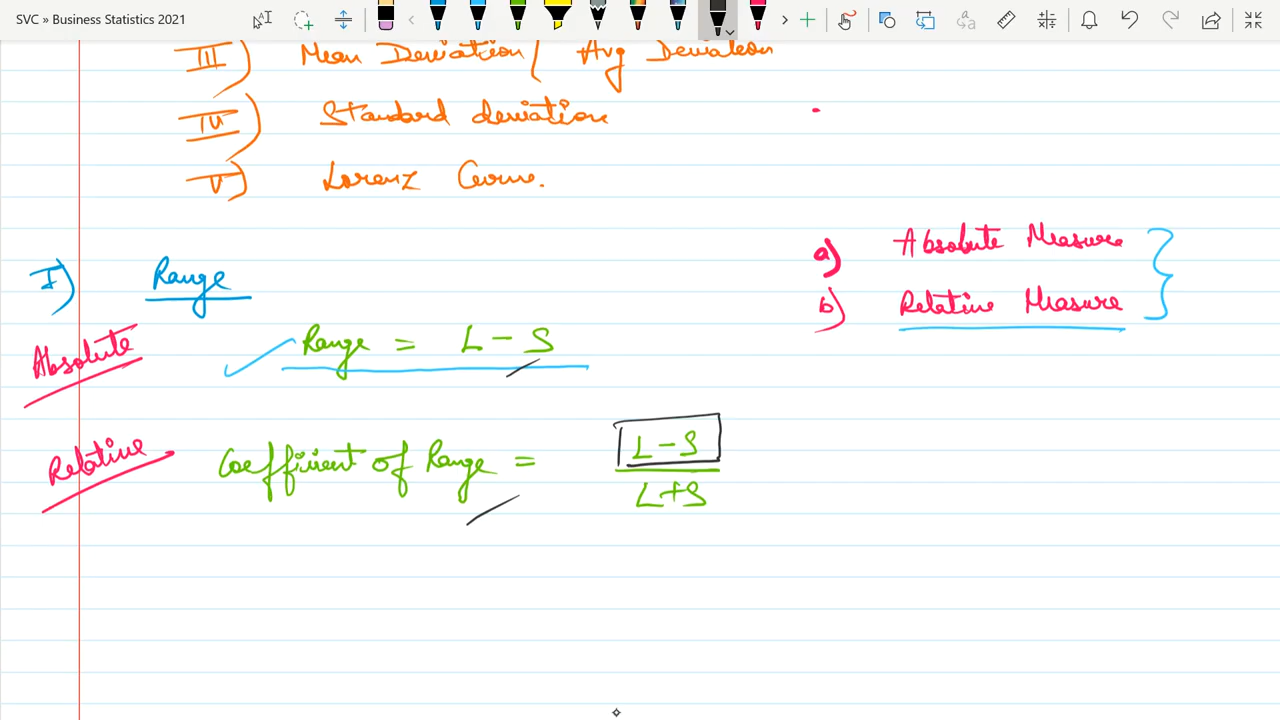 SVC » Business Statistics 2021
III) Mean Deviation / Avg Deviation
IV) Standard deviation
V) Lorenz Curve.
a) Absolute Measure
b) Relative Measure
I) Range
Absolute Range = L - S
Relative Coefficient of Range = L - S
L + S